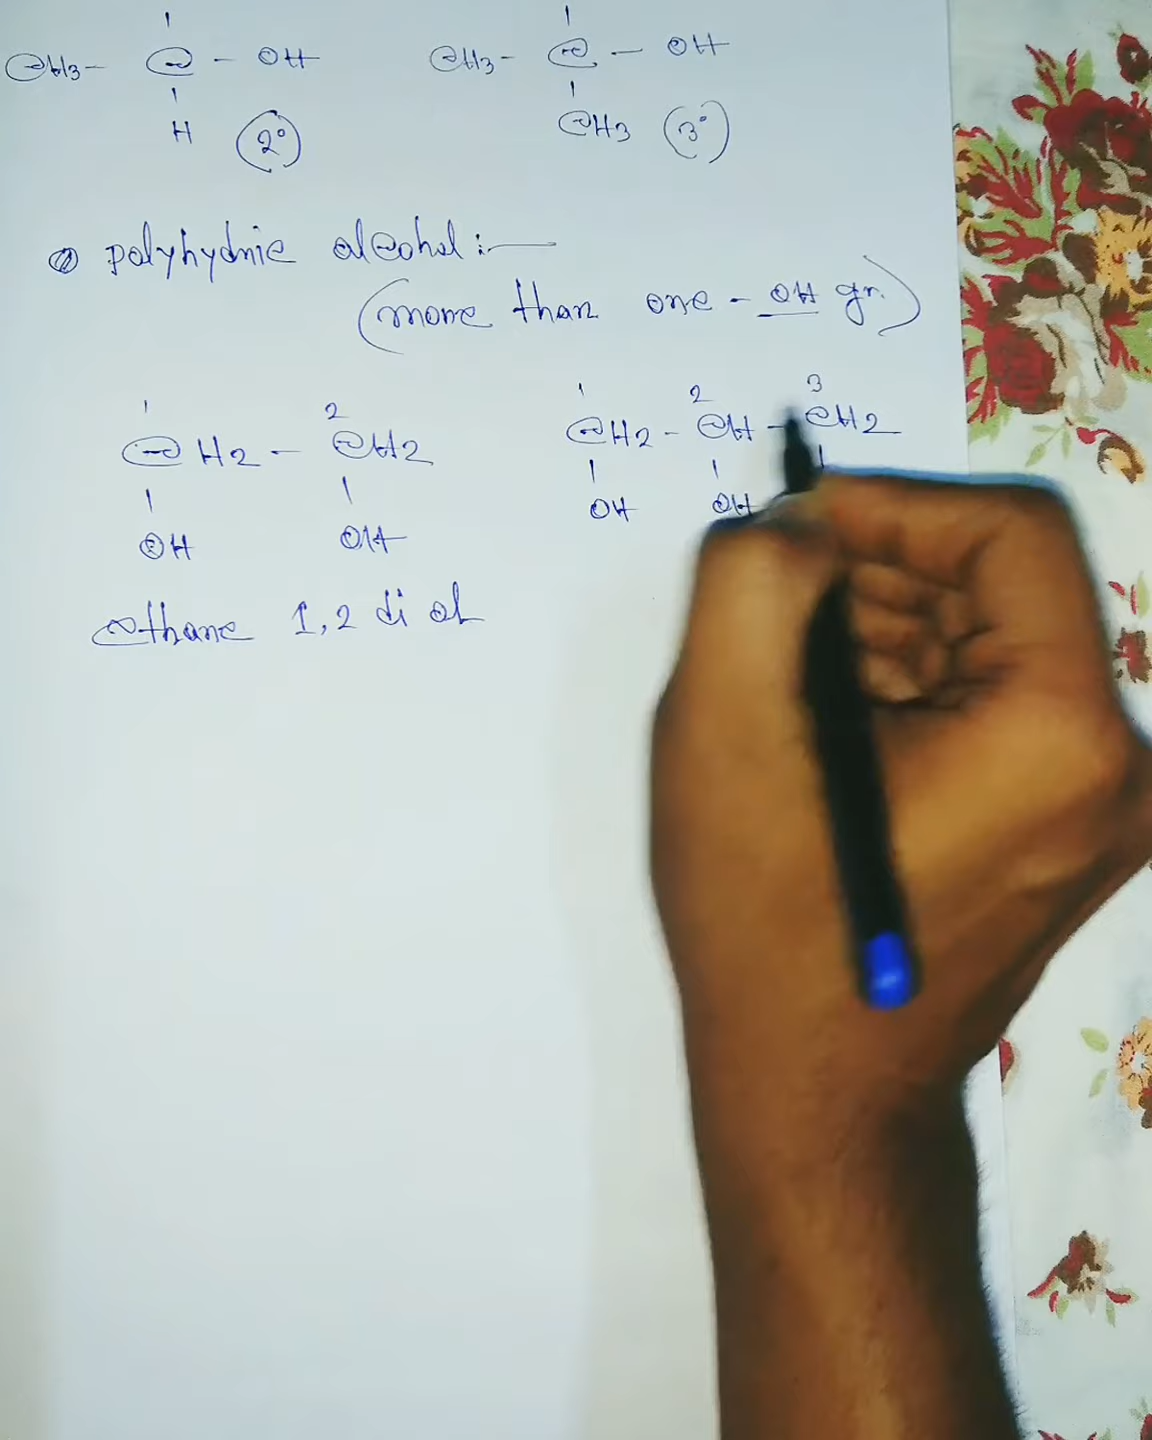 CH3 - C - OH CH3 - C - OH
H (2°) CH3 (3°)
polyhydric alcohol :—
(more than one - OH gr.)
1 2 1 2 3
CH2 - CH2 CH2 - CH - CH2
OH OH OH OH
ethane 1,2 di ol